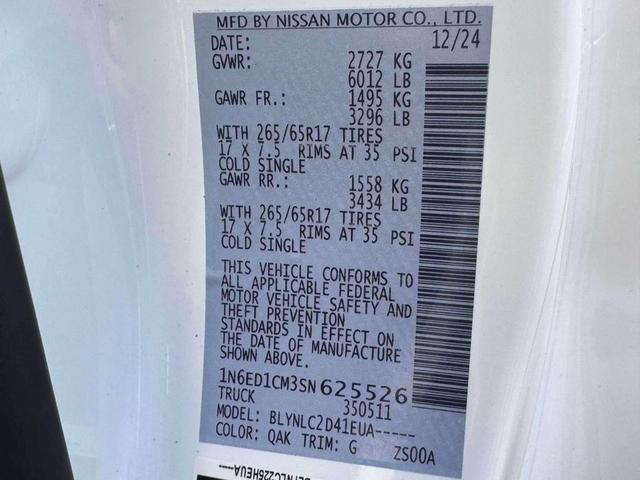 MFD BY NISSAN MOTOR CO., LTD.
DATE: 12/24
GVWR: 2727 KG
6012 LB
GAWR FR.: 1495 KG
3296 LB
WITH 265/65R17 TIRES
17 X 7.5 RIMS AT 35 PSI
COLD SINGLE
GAWR RR.: 1558 KG
3434 LB
WITH 265/65R17 TIRES
17 X 7.5 RIMS AT 35 PSI
COLD SINGLE
THIS VEHICLE CONFORMS TO
ALL APPLICABLE FEDERAL
MOTOR VEHICLE SAFETY AND
THEFT PREVENTION
STANDARDS IN EFFECT ON
THE DATE OF MANUFACTURE
SHOWN ABOVE.
1N6ED1CM3SN625526
TRUCK 350511
MODEL: BLYNLC2D41EUA-----
COLOR: QAK TRIM: G ZS00A